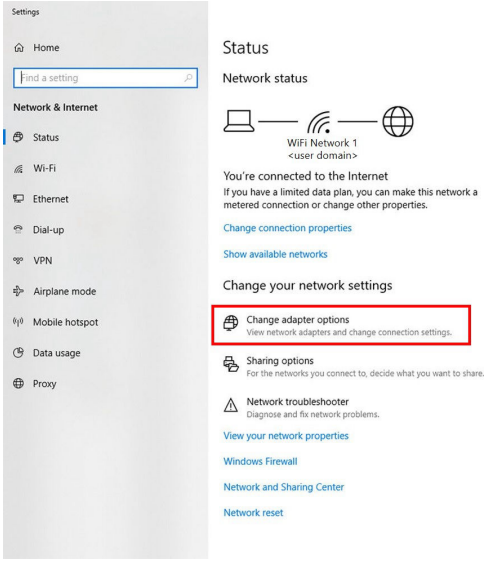 Settings
Home
Find a setting
Network & Internet
Status
Wi-Fi
Ethernet
Dial-up
VPN
Airplane mode
Mobile hotspot
Data usage
Proxy
Status
Network status
WiFi Network 1
<user domain>
You're connected to the Internet
If you have a limited data plan, you can make this network a
metered connection or change other properties.
Change connection properties
Show available networks
Change your network settings
Change adapter options
View network adapters and change connection settings.
Sharing options
For the networks you connect to, decide what you want to share.
Network troubleshooter
Diagnose and fix network problems.
View your network properties
Windows Firewall
Network and Sharing Center
Network reset